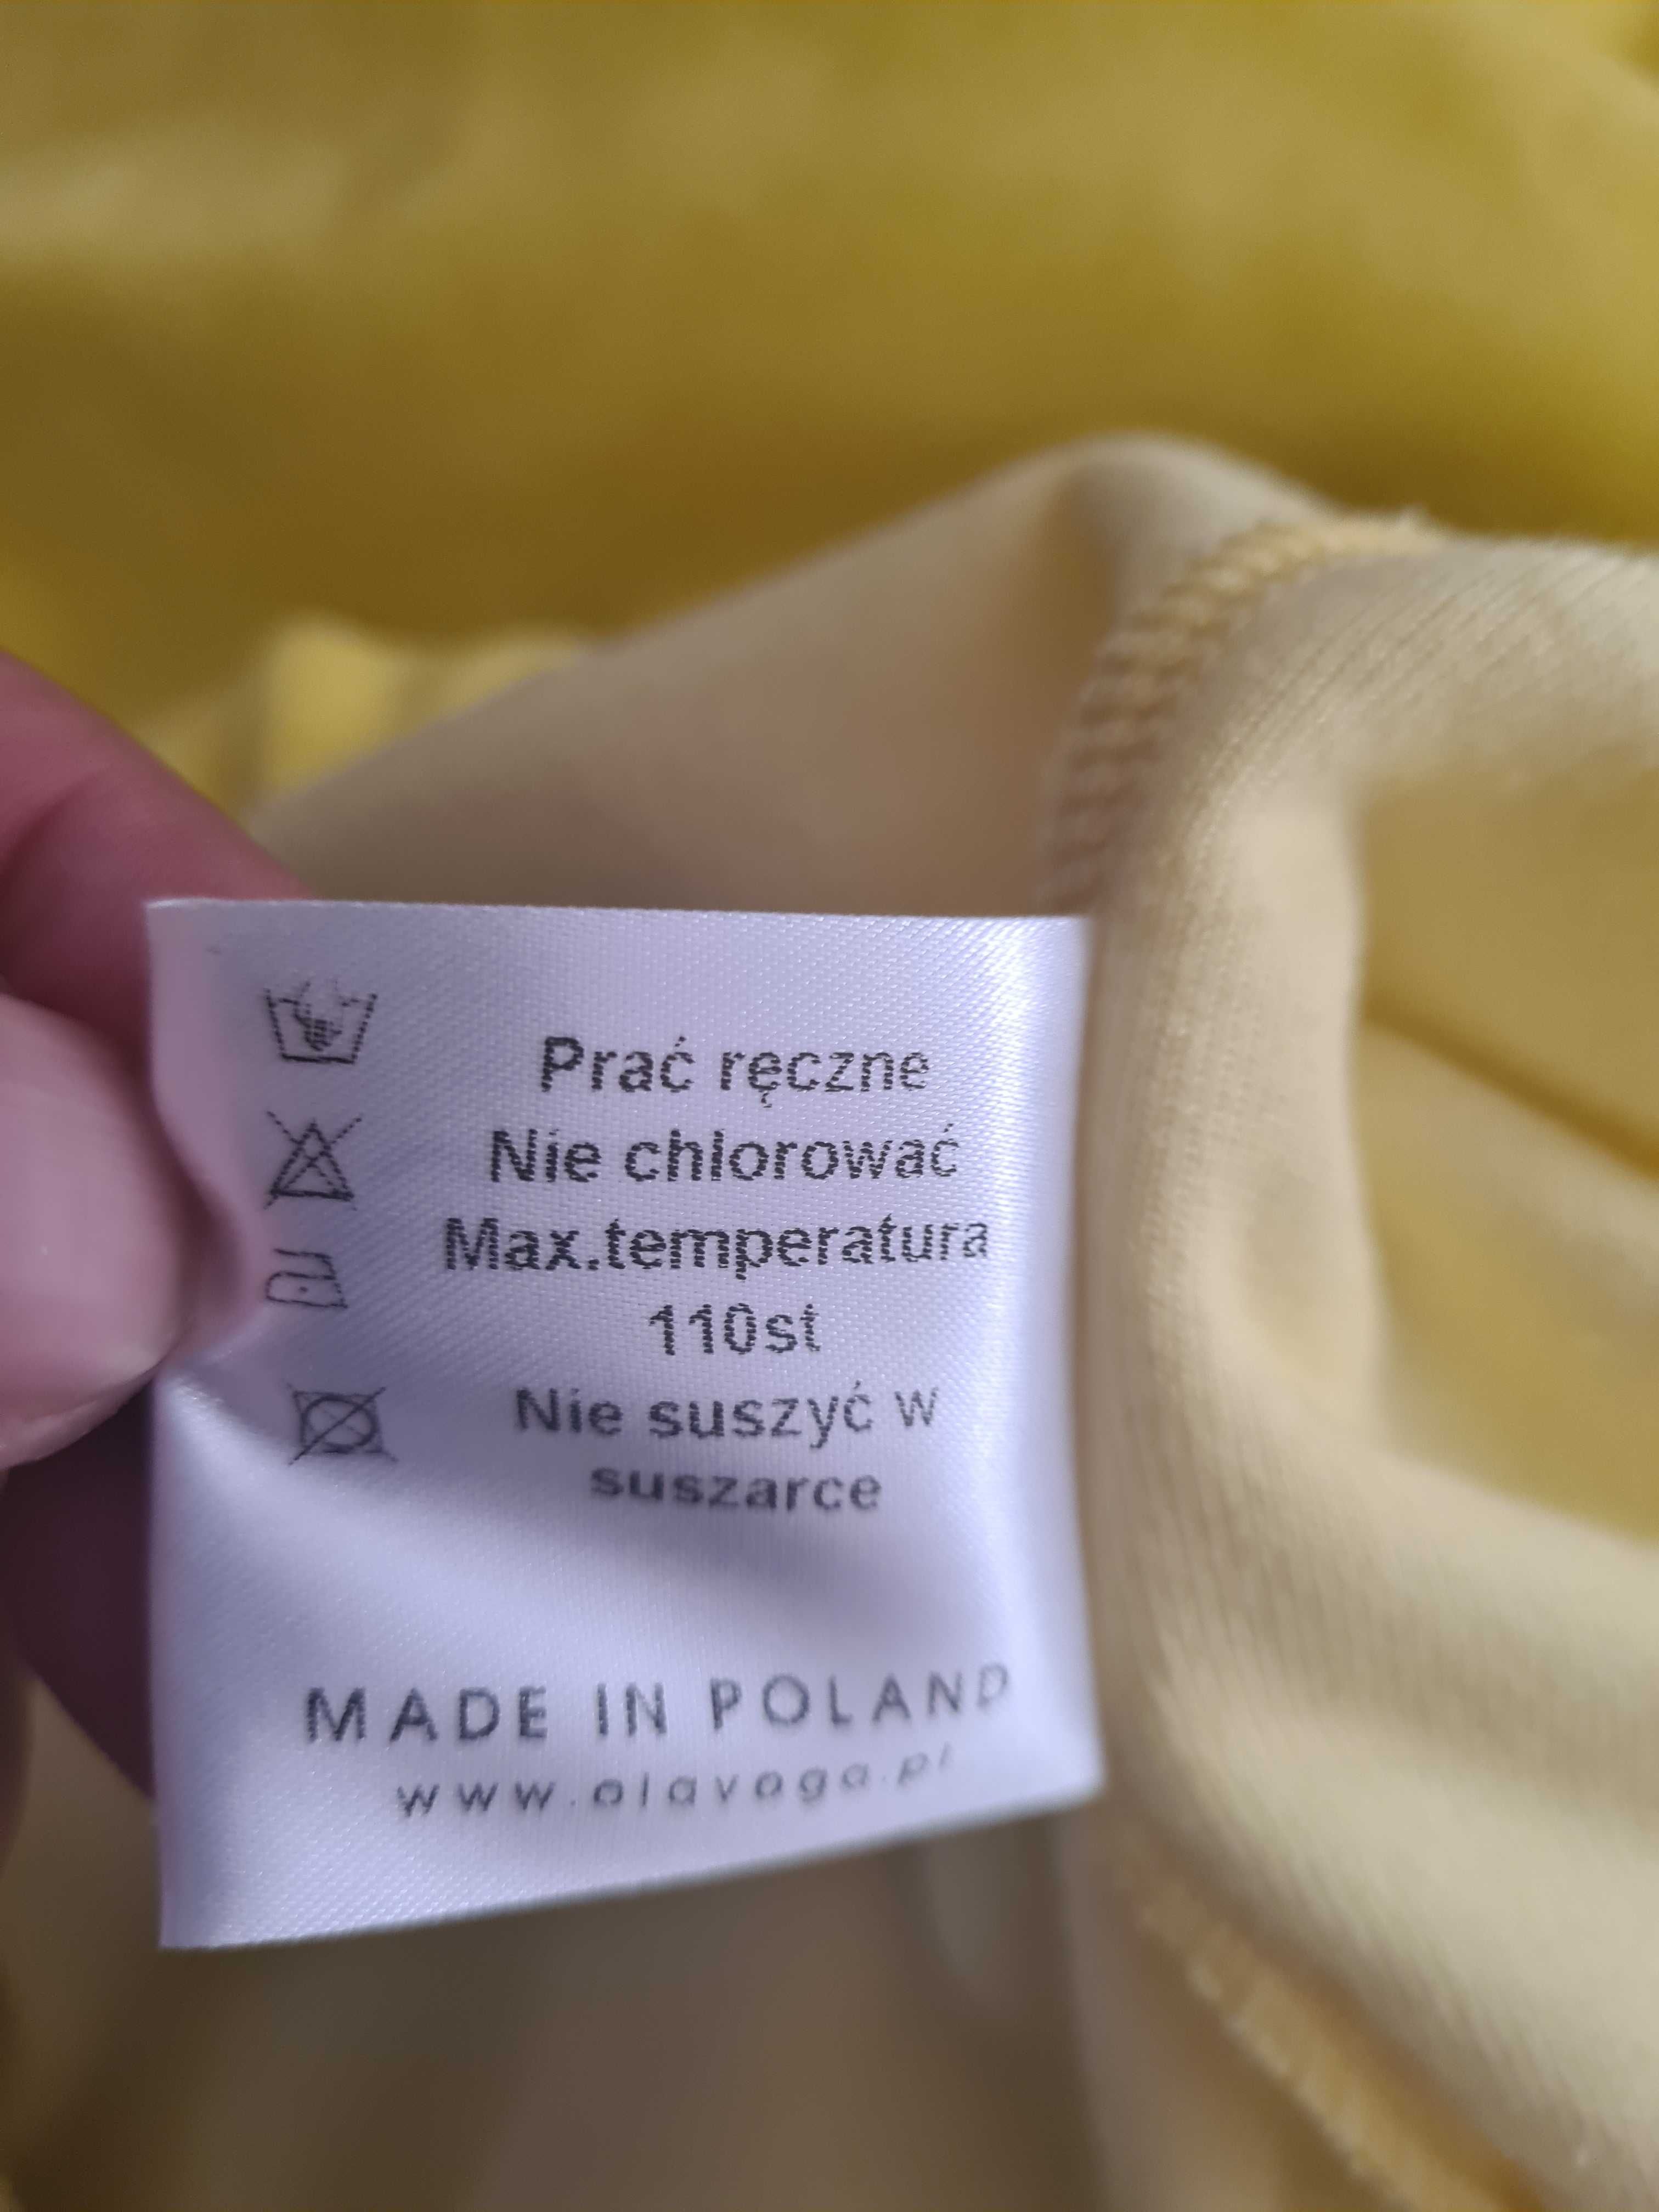 Prać ręczne
Nie chlorować
Max.temperatura
110st
Nie suszyć w
suszarce
MADE IN POLAND
www.olavoga.pl